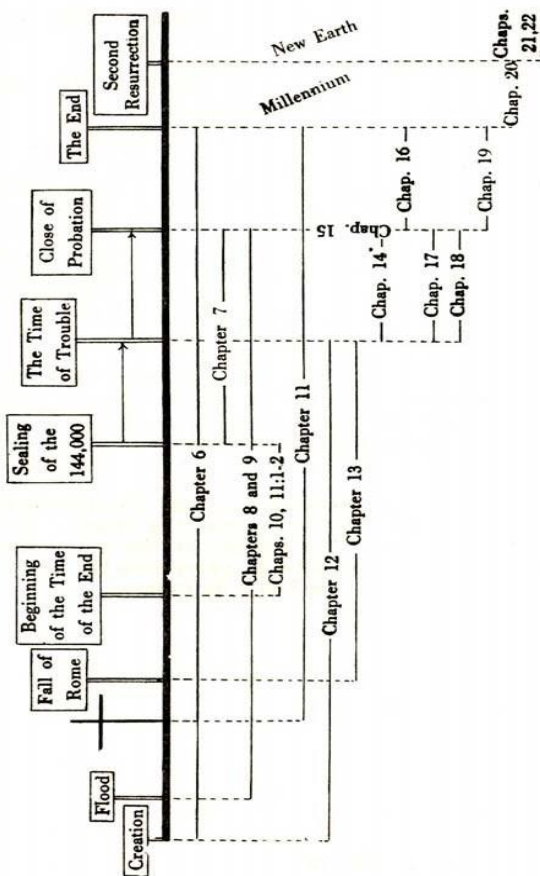 Creation
Flood
Fall of
Rome
Beginning
of the Time
of the End
Sealing
of the
144,000
The Time
of Trouble
Close of
Probation
The End
Second
Resurrection
Chapter 6
Chapter 7
Chapters 8 and 9
Chaps. 10, 11:1-2
Chapter 11
Chapter 12
Chapter 13
Chap. 14
Chap. 15
Chap. 16
Chap. 17
Chap. 18
Chap. 19
Chap. 20
Millennium
New Earth
Chaps.
21,22